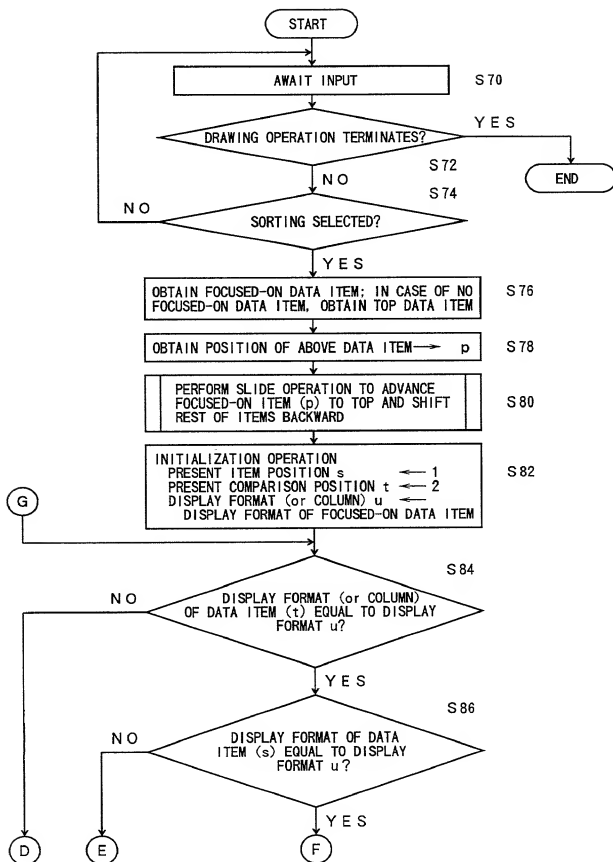 START
AWAIT INPUT
S70
DRAWING OPERATION TERMINATES?
YES
S72
END
NO
S74
NO
SORTING SELECTED?
YES
OBTAIN FOCUSED-ON DATA ITEM; IN CASE OF NO
FOCUSED-ON DATA ITEM, OBTAIN TOP DATA ITEM
S76
OBTAIN POSITION OF ABOVE DATA ITEM → p
S78
PERFORM SLIDE OPERATION TO ADVANCE
FOCUSED-ON ITEM (p) TO TOP AND SHIFT
REST OF ITEMS BACKWARD
S80
INITIALIZATION OPERATION
PRESENT ITEM POSITION s ← 1
PRESENT COMPARISON POSITION t ← 2
DISPLAY FORMAT (or COLUMN) u ←
DISPLAY FORMAT OF FOCUSED-ON DATA ITEM
S82
G
S84
NO
DISPLAY FORMAT (or COLUMN)
OF DATA ITEM (t) EQUAL TO DISPLAY
FORMAT u?
YES
S86
NO
DISPLAY FORMAT OF DATA
ITEM (s) EQUAL TO DISPLAY
FORMAT u?
YES
D
E
F